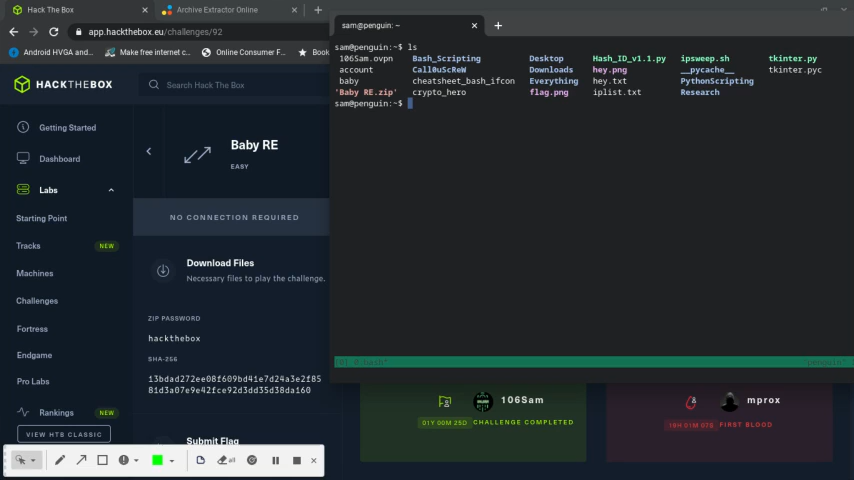 Hack The Box
Archive Extractor Online
app.hackthebox.eu/challenges/92
Android HVGA and...
Make free internet c...
Online Consumer F...
Book
HACKTHEBOX
Search Hack The Box
Getting Started
Dashboard
Labs
Starting Point
Tracks NEW
Machines
Challenges
Fortress
Endgame
Pro Labs
Rankings NEW
VIEW HTB CLASSIC
Baby RE
EASY
NO CONNECTION REQUIRED
Download Files
Necessary files to play the challenge.
ZIP PASSWORD
hackthebox
SHA-256
13bdad272ee08f609bd41e7d24a3e2f85
81d3a07e9e42fce92d3dd35d38da160
Submit Flag
sam@penguin: ~
sam@penguin:~$ ls
106Sam.ovpn Bash_Scripting Desktop Hash_ID_v1.1.py ipsweep.sh tkinter.py
account Call0uScReW Downloads hey.png __pycache__ tkinter.pyc
baby cheatsheet_bash_ifcon Everything hey.txt PythonScripting
'Baby RE.zip' crypto_hero flag.png iplist.txt Research
sam@penguin:~$
106Sam
01Y 00M 25D CHALLENGE COMPLETED
mprox
19H 01M 07S FIRST BLOOD
all